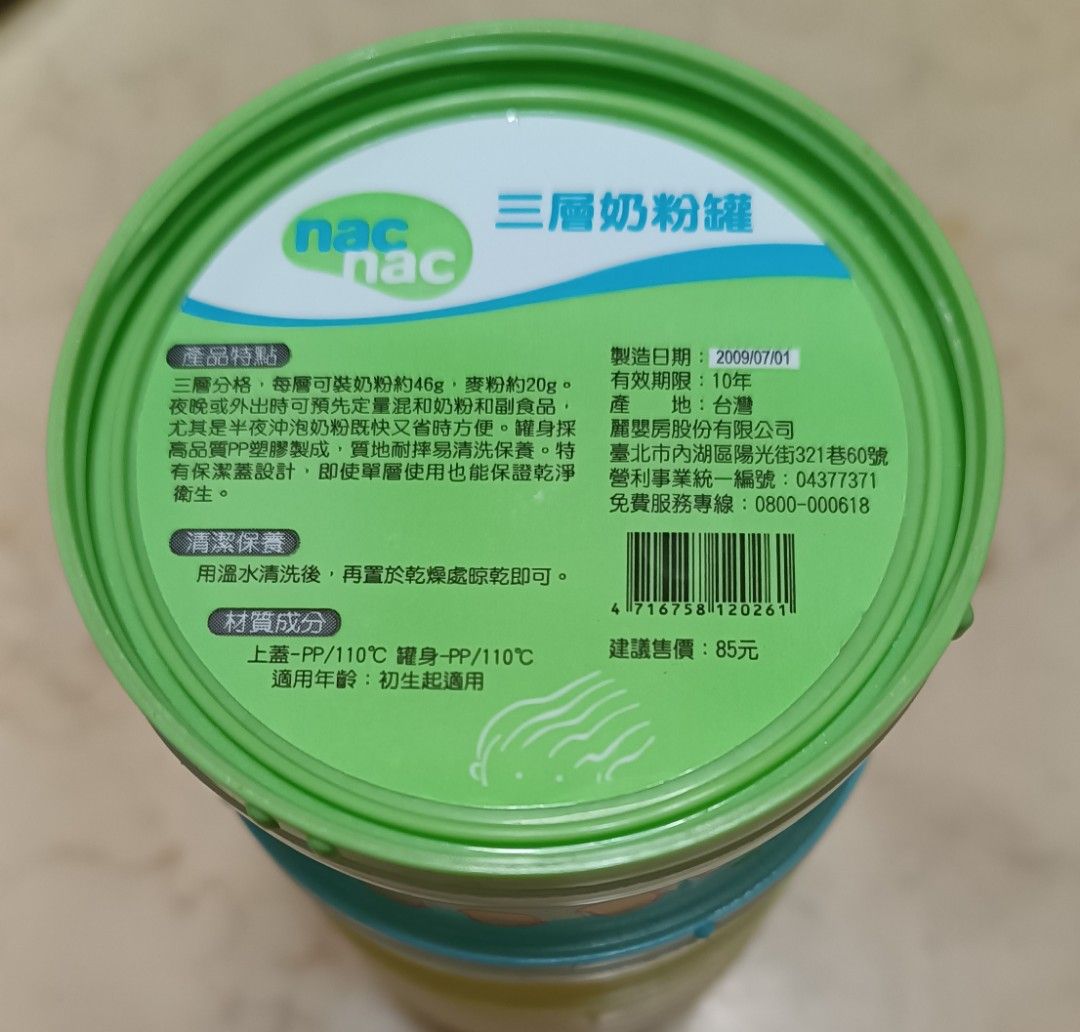 nac
nac
三層奶粉罐
產品特點
三層分格，每層可裝奶粉約46g，麥粉約20g。
夜晚或外出時可預先定量混和奶粉和副食品，
尤其是半夜沖泡奶粉既快又省時方便。罐身採
高品質PP塑膠製成，質地耐摔易清洗保養。特
有保潔蓋設計，即使單層使用也能保證乾淨
衛生。
清潔保養
用溫水清洗後，再置於乾燥處晾乾即可。
材質成分
上蓋-PP/110℃ 罐身-PP/110℃
適用年齡：初生起適用
製造日期：2009/07/01
有效期限：10年
產　　地：台灣
麗嬰房股份有限公司
臺北市內湖區陽光街321巷60號
營利事業統一編號：04377371
免費服務專線：0800-000618
4 716758 120261
建議售價：85元